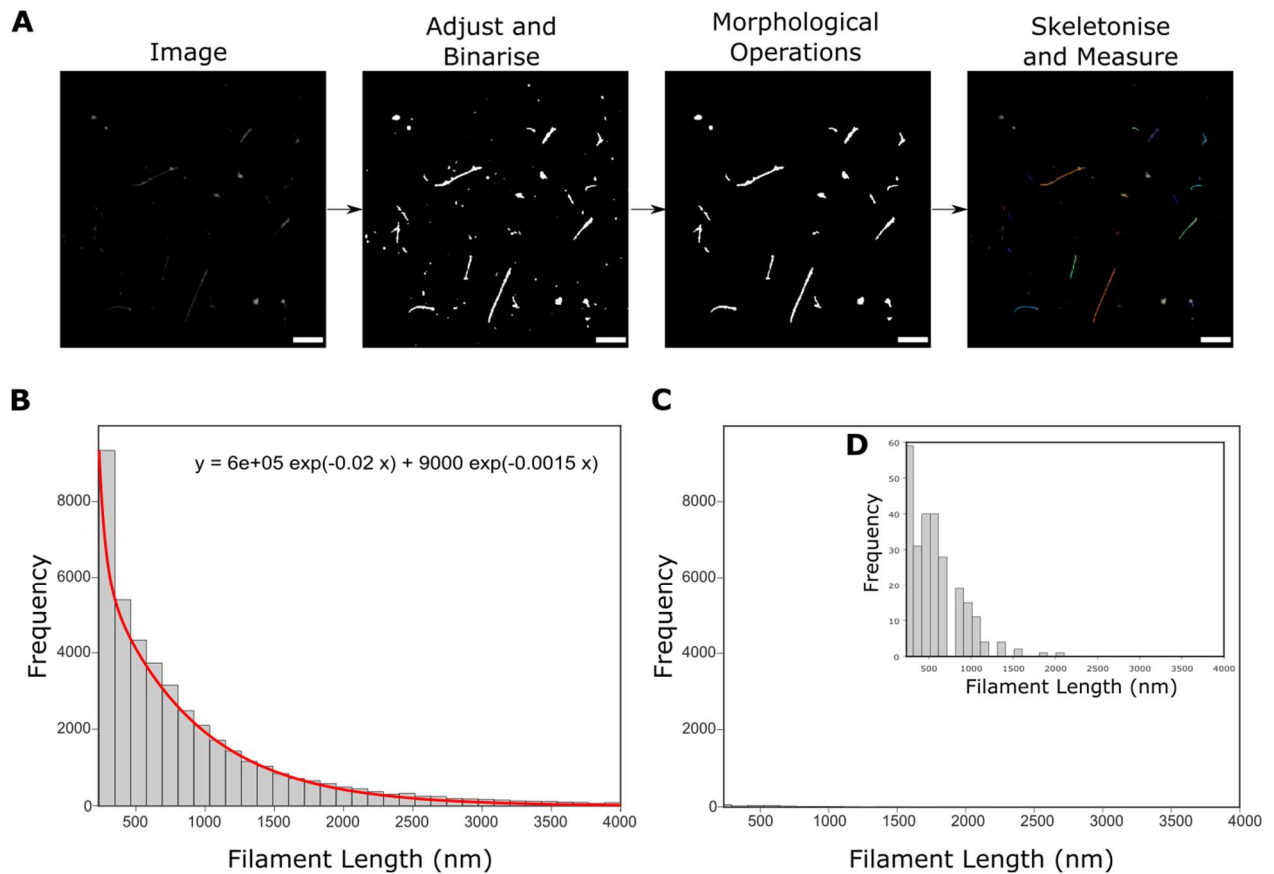 A
Image
Adjust and
Binarise
Morphological
Operations
Skeletonise
and Measure
B
y = 6e+05 exp(-0.02 x) + 9000 exp(-0.0015 x)
8000
6000
4000
2000
0
500 1000 1500 2000 2500 3000 3500 4000
Frequency
Filament Length (nm)
C
8000
6000
4000
2000
0
500 1000 1500 2000 2500 3000 3500 4000
Frequency
Filament Length (nm)
D
60
50
40
30
20
10
0
500 1000 1500 2000 2500 3000 3500 4000
Frequency
Filament Length (nm)